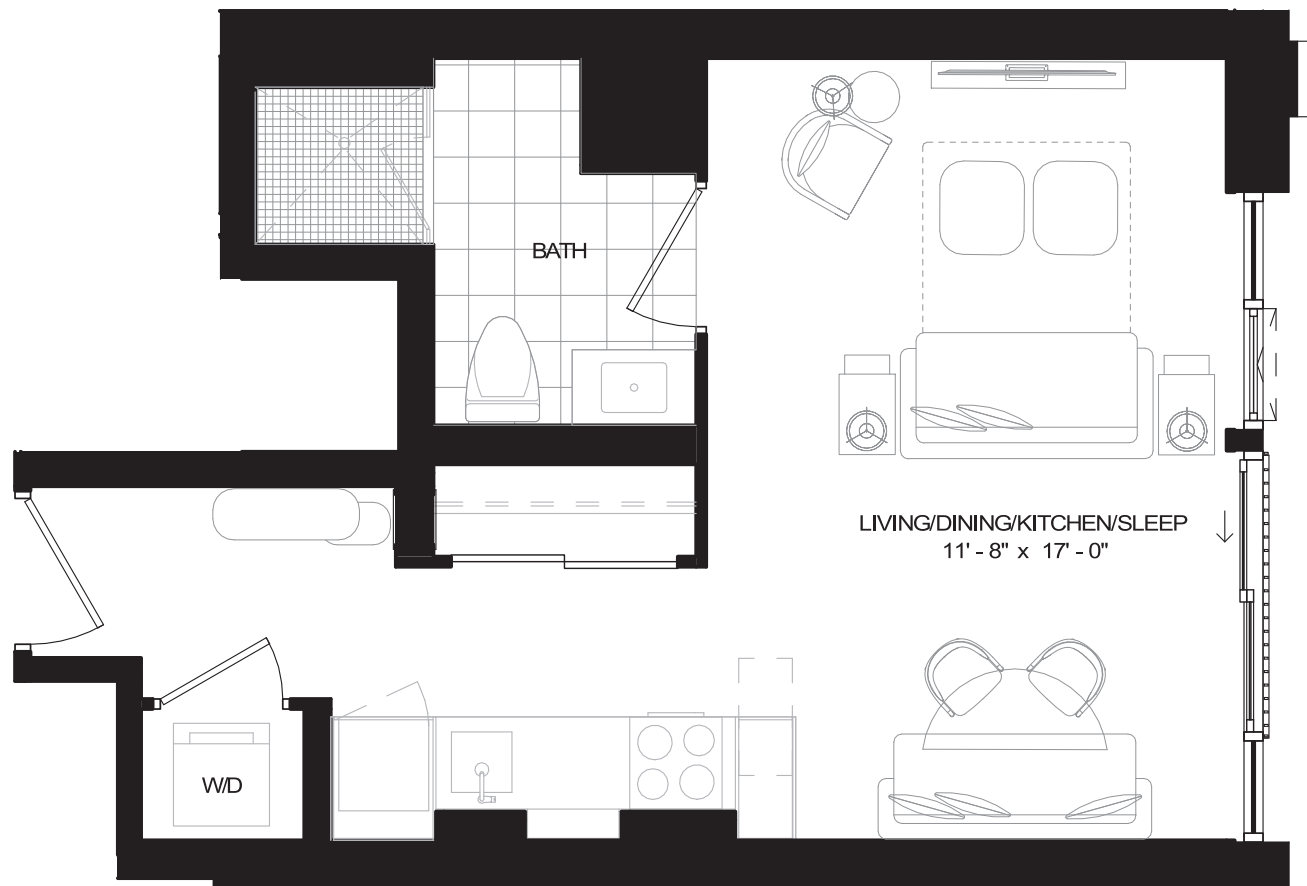 BATH
LIVING/DINING/KITCHEN/SLEEP
11' - 8" x 17' - 0"
W/D